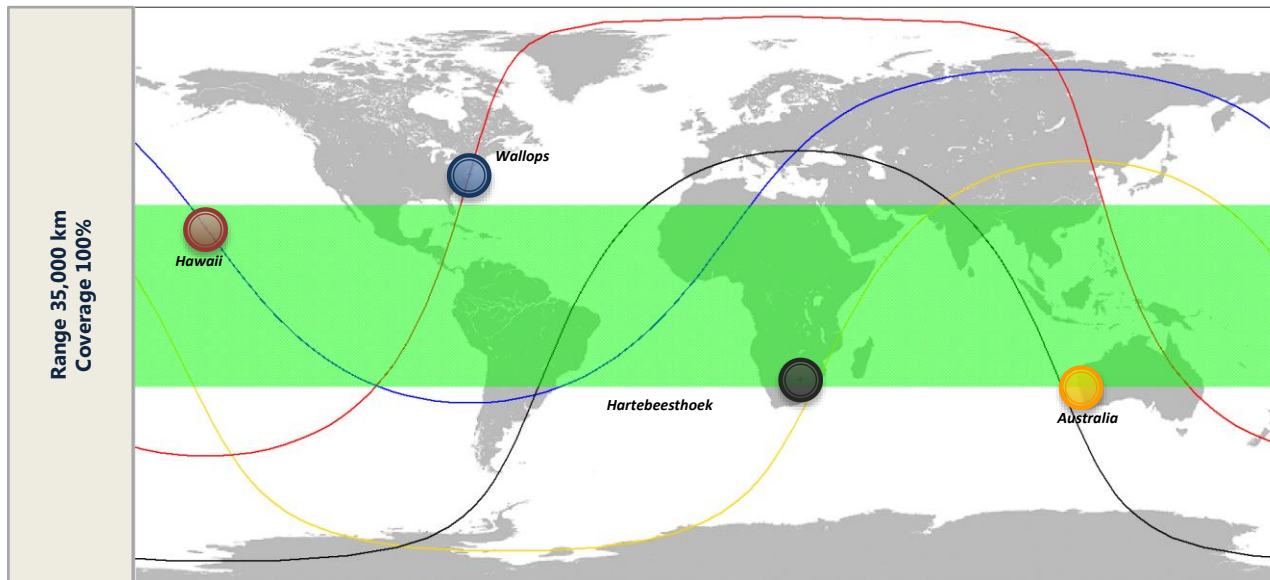 Range 35,000 km
Coverage 100%
Wallops
Hawaii
Hartebeesthoek
Australia